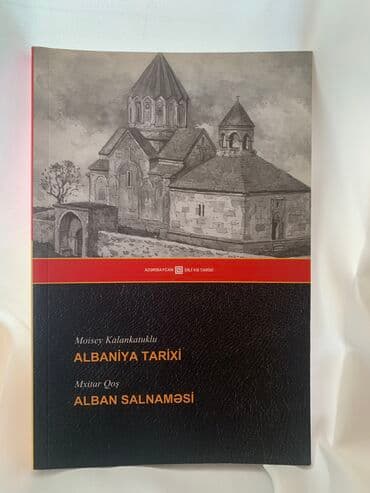 AZƏRBAYCAN DİLİ VƏ TARİXİ
Moisey Kalankatuklu
ALBANİYA TARİXİ
Mxitar Qoş
ALBAN SALNAMƏSİ